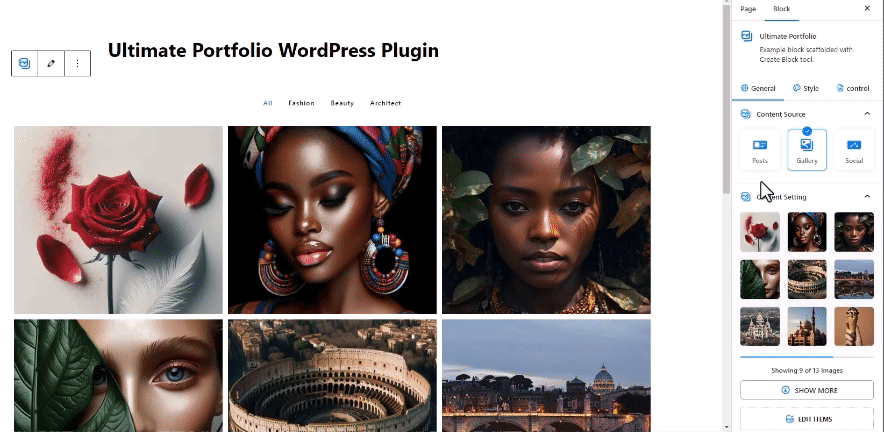 Page Block
Ultimate Portfolio WordPress Plugin
Ultimate Portfolio
Example block scaffolded with
Create Block tool.
General Style control
All Fashion Beauty Architect
Content Source
Posts Gallery Social
Setting
Showing 9 of 13 Images
SHOW MORE
EDIT ITEMS